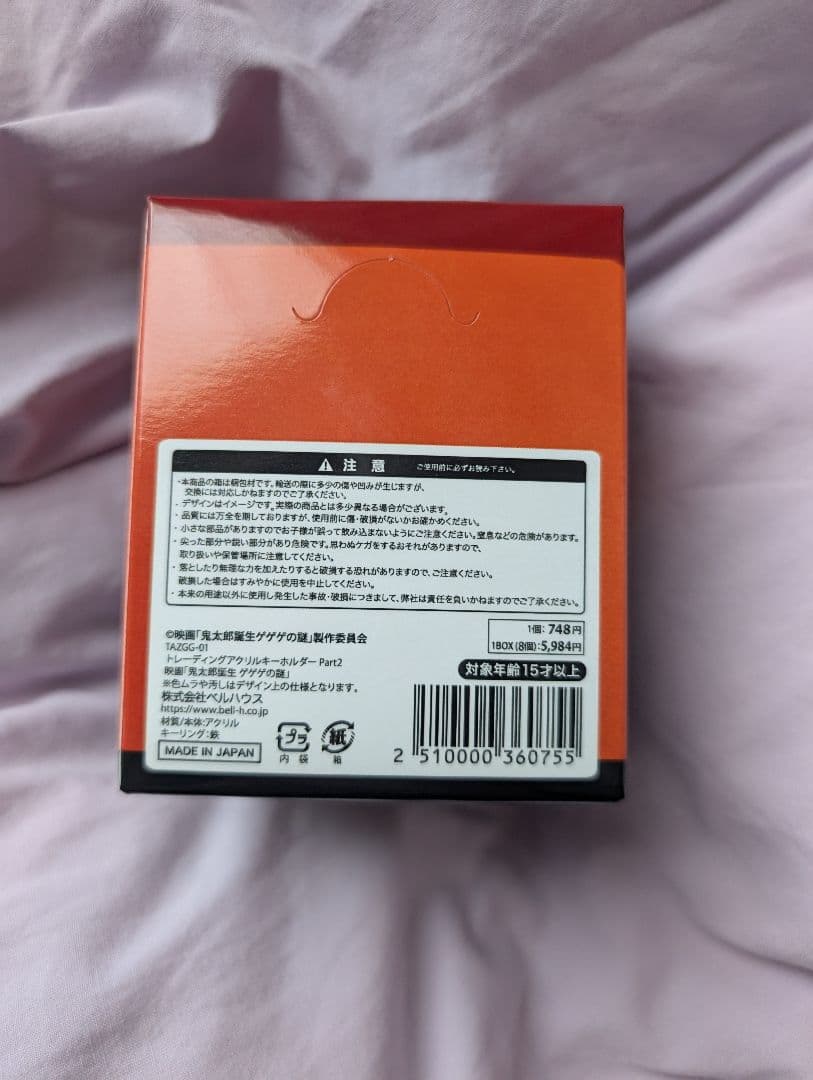 注 意 ご使用前に必ずお読み下さい。
・本商品の箱は梱包材です。輸送の際に多少の傷や凹みが生じますが、
交換には対応しかねますのでご了承ください。
・デザインはイメージです。実際の商品とは多少異なる場合がございます。
・品質には万全を期しておりますが、使用前に傷・破損がないかお確かめください。
・小さな部品がありますのでお子様が誤って飲み込まないようにご注意ください。窒息などの危険があります。
・尖った部分や鋭い部分があり危険です。思わぬケガをするおそれがありますので、
取り扱いや保管場所に注意してください。
・落としたり無理な力を加えたりすると破損する恐れがありますので、ご注意ください。
破損した場合はすみやかに使用を中止してください。
・本来の用途以外に使用し発生した事故・破損につきまして、弊社は責任を負いかねますのでご了承ください。
©映画「鬼太郎誕生ゲゲゲの謎」製作委員会
TAZGG-01
トレーディングアクリルキーホルダー Part2
映画「鬼太郎誕生 ゲゲゲの謎」
※色ムラや汚しはデザイン上の仕様となります。
株式会社ベルハウス
https://www.bell-h.co.jp
材質/本体:アクリル
キーリング:鉄
MADE IN JAPAN
プラ
内 袋
紙
箱
1個:748円
1BOX(8個):5,984円
対象年齢15才以上
2 510000 360755